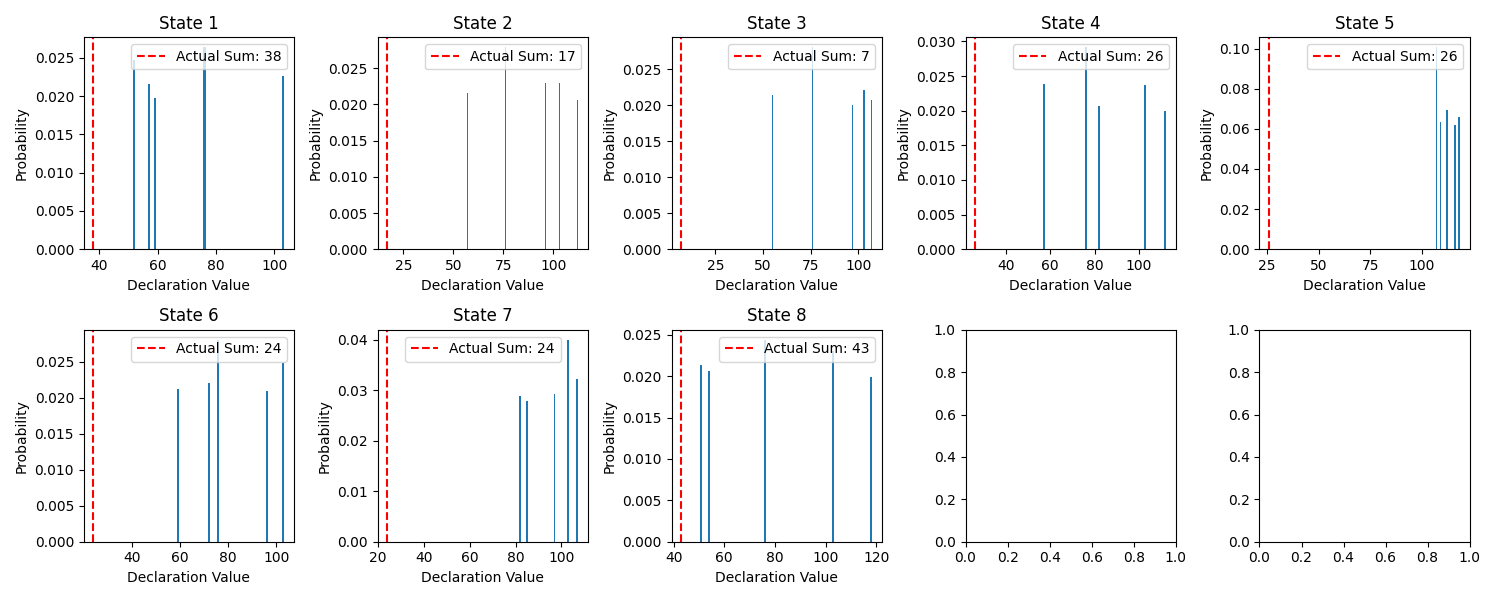 State 1
Probability
0.025
0.020
0.015
0.010
0.005
0.000
Actual Sum: 38
40 60 80 100
Declaration Value
State 2
Probability
0.025
0.020
0.015
0.010
0.005
0.000
Actual Sum: 17
25 50 75 100
Declaration Value
State 3
Probability
0.025
0.020
0.015
0.010
0.005
0.000
Actual Sum: 7
25 50 75 100
Declaration Value
State 4
Probability
0.030
0.025
0.020
0.015
0.010
0.005
0.000
Actual Sum: 26
40 60 80 100
Declaration Value
State 5
Probability
0.10
0.08
0.06
0.04
0.02
0.00
Actual Sum: 26
25 50 75 100
Declaration Value
State 6
Probability
0.025
0.020
0.015
0.010
0.005
0.000
Actual Sum: 24
40 60 80 100
Declaration Value
State 7
Probability
0.04
0.03
0.02
0.01
0.00
Actual Sum: 24
20 40 60 80 100
Declaration Value
State 8
Probability
0.025
0.020
0.015
0.010
0.005
0.000
Actual Sum: 43
40 60 80 100 120
Declaration Value
1.0
0.8
0.6
0.4
0.2
0.0
0.0 0.2 0.4 0.6 0.8 1.0
1.0
0.8
0.6
0.4
0.2
0.0
0.0 0.2 0.4 0.6 0.8 1.0